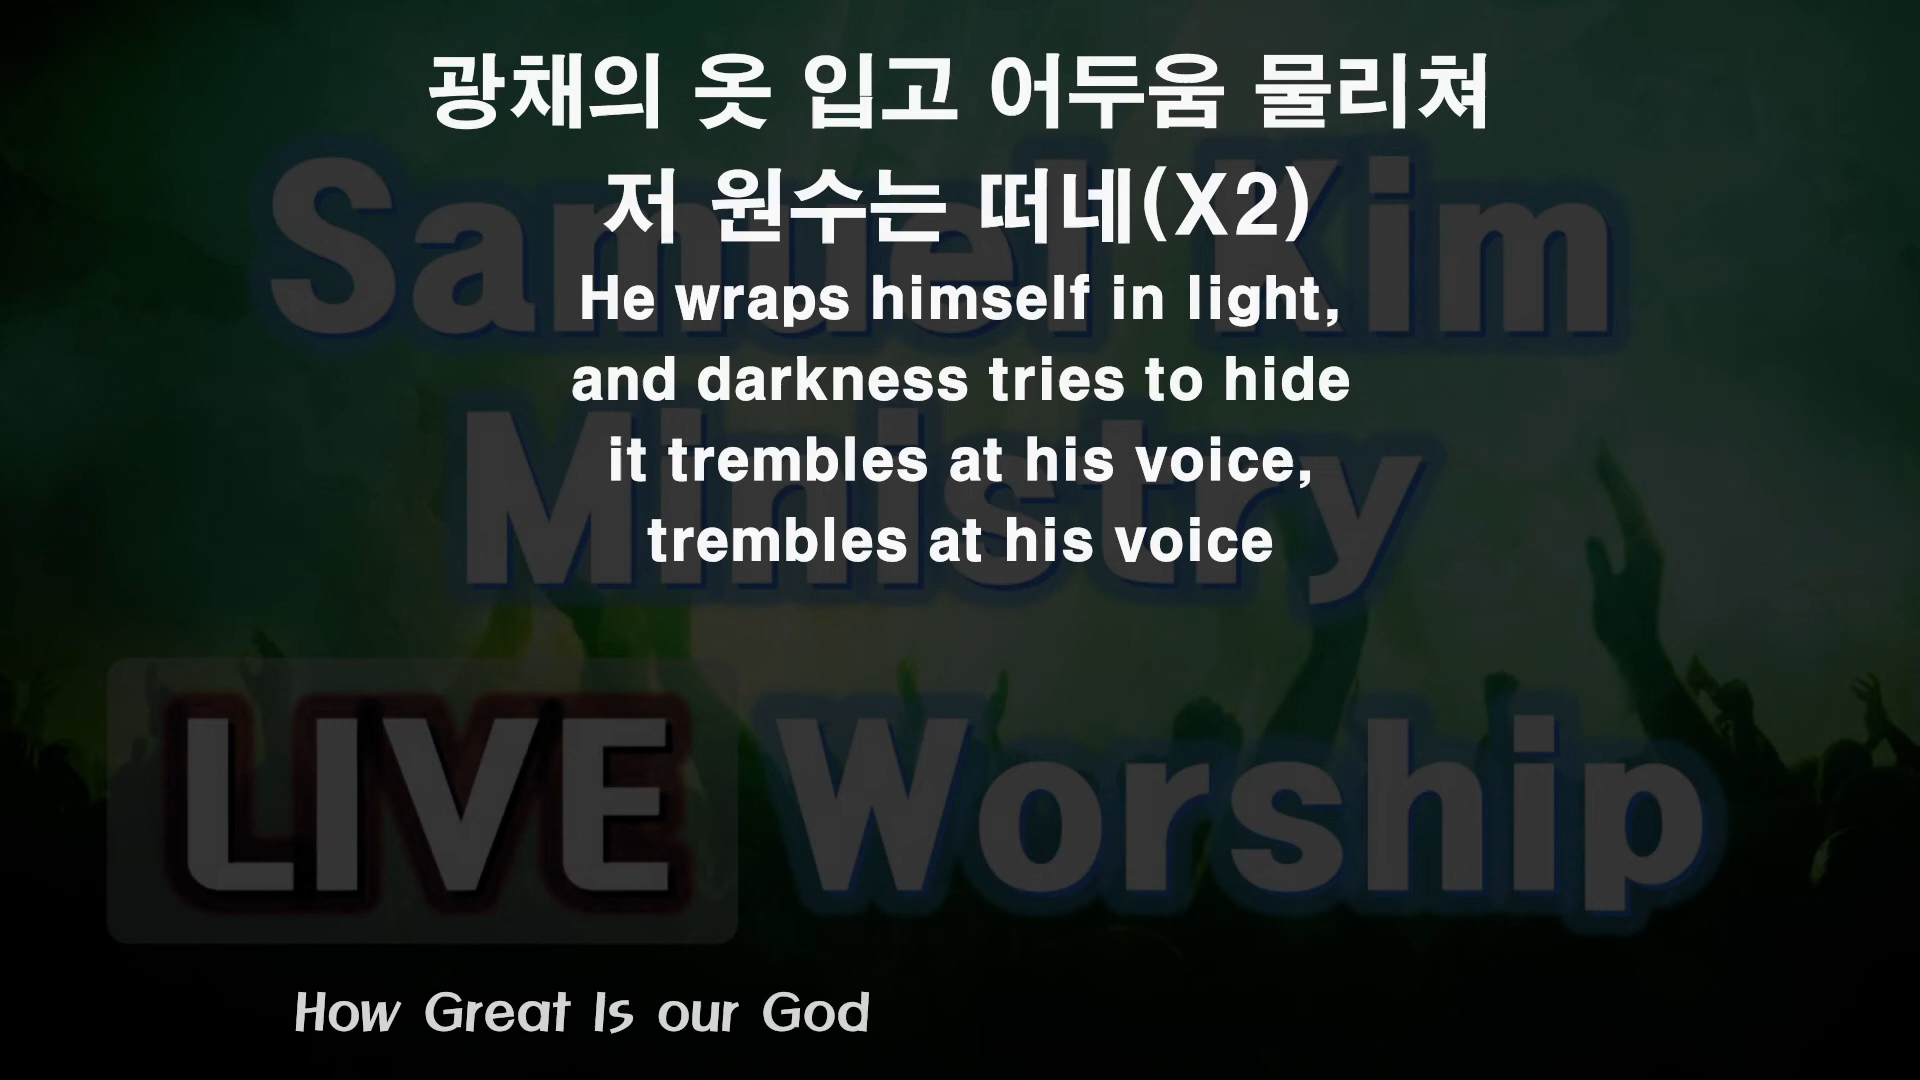 광채의 옷 입고 어두움 물리쳐
저 원수는 떠네(X2)
He wraps himself in light,
and darkness tries to hide
it trembles at his voice,
trembles at his voice
Samuel Kim
Ministry
LIVE Worship
How Great Is our God